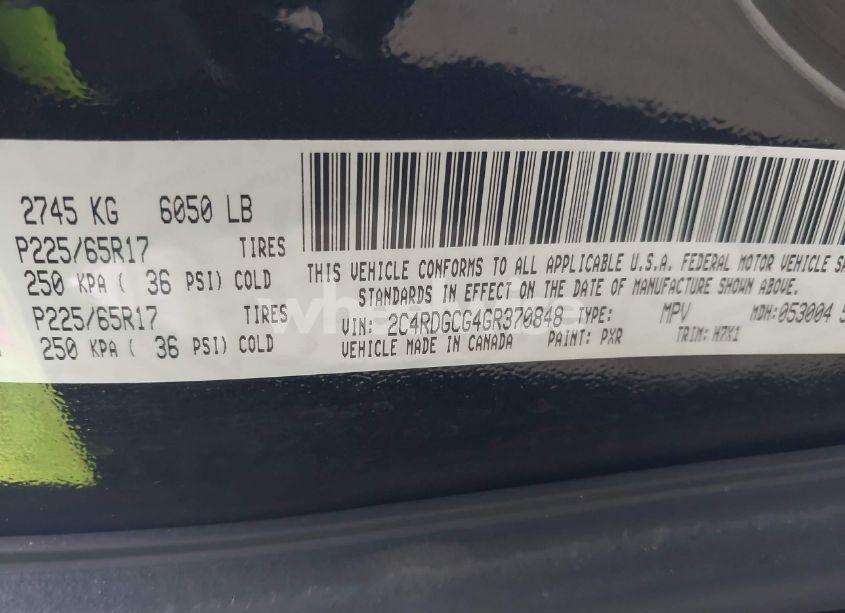 2745 KG 6050 LB
P225/65R17 TIRES
250 KPA ( 36 PSI) COLD
P225/65R17 TIRES
250 KPA ( 36 PSI) COLD
THIS VEHICLE CONFORMS TO ALL APPLICABLE U.S.A. FEDERAL MOTOR VEHICLE SA
STANDARDS IN EFFECT ON THE DATE OF MANUFACTURE SHOWN ABOVE.
VIN: 2C4RDGCG4GR370848 TYPE: MPV MDH: 053004 5
VEHICLE MADE IN CANADA PAINT: PXR TRIM: H7X1